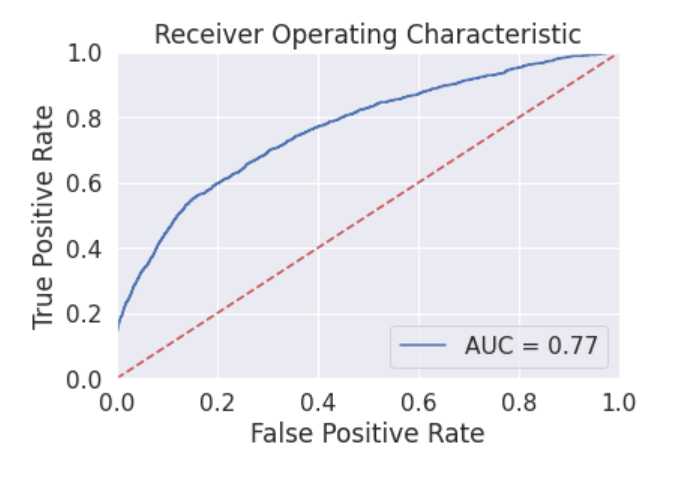 Receiver Operating Characteristic
True Positive Rate
1.0
0.8
0.6
0.4
0.2
0.0
AUC = 0.77
0.0 0.2 0.4 0.6 0.8 1.0
False Positive Rate